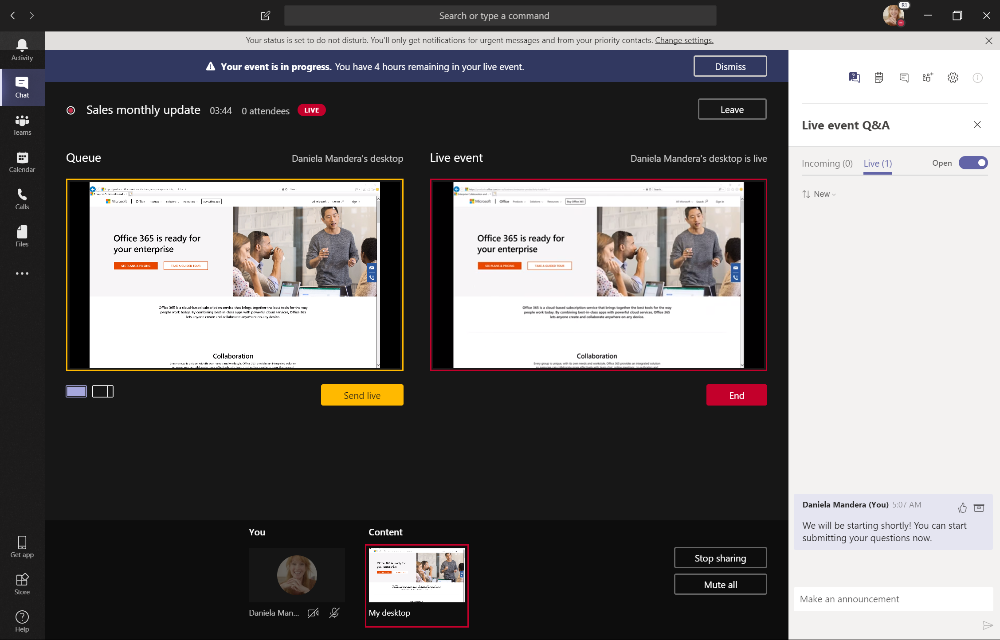 Search or type a command
R1
Your status is set to do not disturb. You'll only get notifications for urgent messages and from your priority contacts. Change settings.
Activity
Chat
Teams
Calendar
Calls
Files
Get app
Store
Help
Your event is in progress. You have 4 hours remaining in your live event.
Dismiss
Sales monthly update 03:44 0 attendees LIVE
Leave
Queue
Daniela Mandera's desktop
Microsoft Office Products Solutions Resources Buy Office 365 All Microsoft Search Sign in
Office 365 is ready for
your enterprise
SEE PLANS & PRICING
TAKE A GUIDED TOUR
Office 365 is a cloud-based subscription service that brings together the best tools for the way
people work today. By combining best-in-class apps with powerful cloud services, Office 365
lets anyone create and collaborate anywhere on any device.
Collaboration
Every group is unique, with its own needs and workstyle. Office 365 provides an integrated solution
Send live
Live event
Daniela Mandera's desktop is live
Microsoft Office Products Solutions Resources Buy Office 365 All Microsoft Search Sign in
Office 365 is ready for
your enterprise
SEE PLANS & PRICING
TAKE A GUIDED TOUR
Office 365 is a cloud-based subscription service that brings together the best tools for the way
people work today. By combining best-in-class apps with powerful cloud services, Office 365
lets anyone create and collaborate anywhere on any device.
Collaboration
Every group is unique, with its own needs and workstyle. Office 365 provides an integrated solution
End
You
Daniela Man...
Content
Office 365 is ready for
your enterprise
My desktop
Stop sharing
Mute all
Live event Q&A
Incoming (0)
Live (1)
Open
New
Daniela Mandera (You) 5:07 AM
We will be starting shortly! You can start
submitting your questions now.
Make an announcement